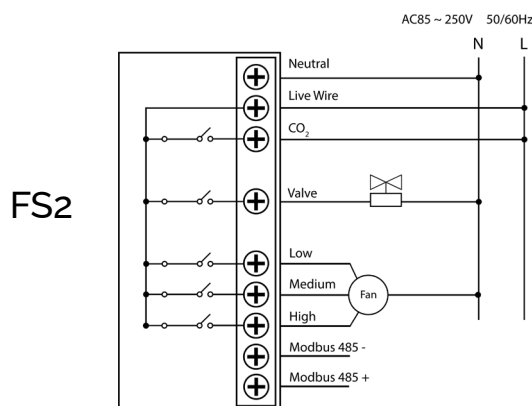 AC85 ~ 250V 50/60Hz
N L
Neutral
Live Wire
CO₂
FS2
Valve
Low
Medium
Fan
High
Modbus 485 -
Modbus 485 +